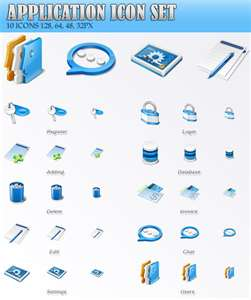 APPLICATION ICON SET
10 ICONS 128, 64, 48, 32PX
Register
Login
Adding
Database
Delete
Invoice
Edit
Chat
Settings
Users